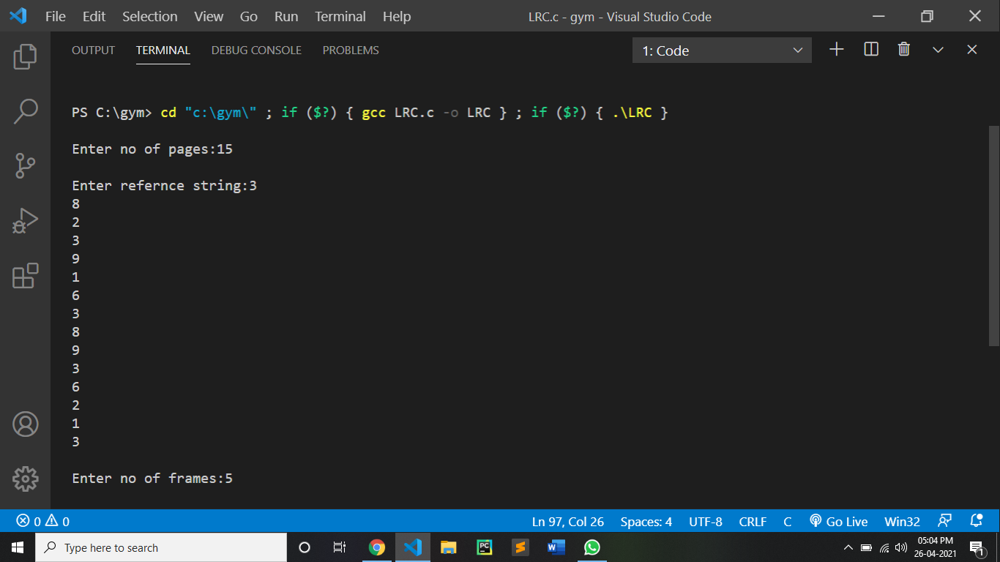 File Edit Selection View Go Run Terminal Help LRC.c - gym - Visual Studio Code
OUTPUT TERMINAL DEBUG CONSOLE PROBLEMS 1: Code
PS C:\gym> cd "c:\gym\" ; if ($?) { gcc LRC.c -o LRC } ; if ($?) { .\LRC }
Enter no of pages:15
Enter refernce string:3
8
2
3
9
1
6
3
8
9
3
6
2
1
3
Enter no of frames:5
0 0 Ln 97, Col 26 Spaces: 4 UTF-8 CRLF C Go Live Win32
Type here to search
PC
W
05:04 PM
26-04-2021
1